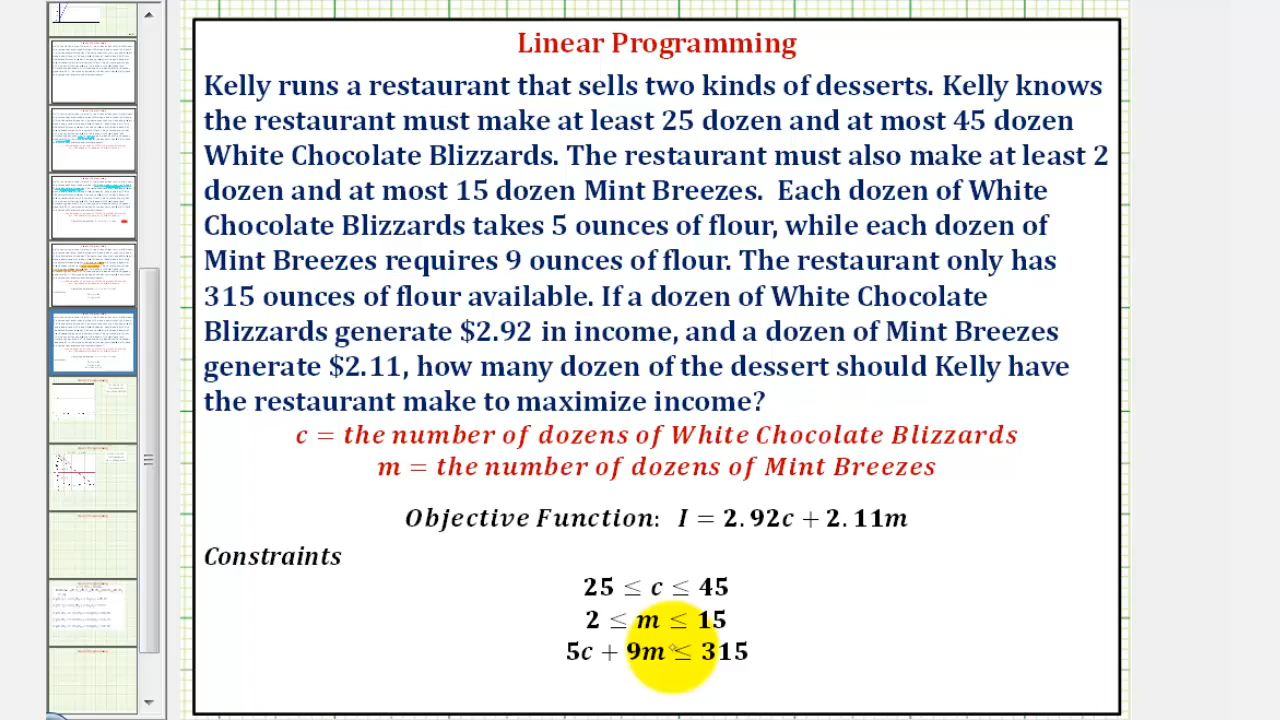 Linear Programming
Kelly runs a restaurant that sells two kinds of desserts. Kelly knows
the restaurant must make at least 25 dozen and at most 45 dozen
White Chocolate Blizzards. The restaurant must also make at least 2
dozen and at most 15 dozen Mint Breezes. Each dozen of White
Chocolate Blizzards takes 5 ounces of flour, while each dozen of
Mint Breezes requires 9 ounces of flour. The restaurant only has
315 ounces of flour available. If a dozen of White Chocolate
Blizzards generate $2.92 in income, and a dozen of Mint Breezes
generate $2.11, how many dozen of the dessert should Kelly have
the restaurant make to maximize income?
c = the number of dozens of White Chocolate Blizzards
m = the number of dozens of Mint Breezes
Objective Function: I = 2.92c + 2.11m
Constraints
25 ≤ c ≤ 45
2 ≤ m ≤ 15
5c + 9m ≤ 315